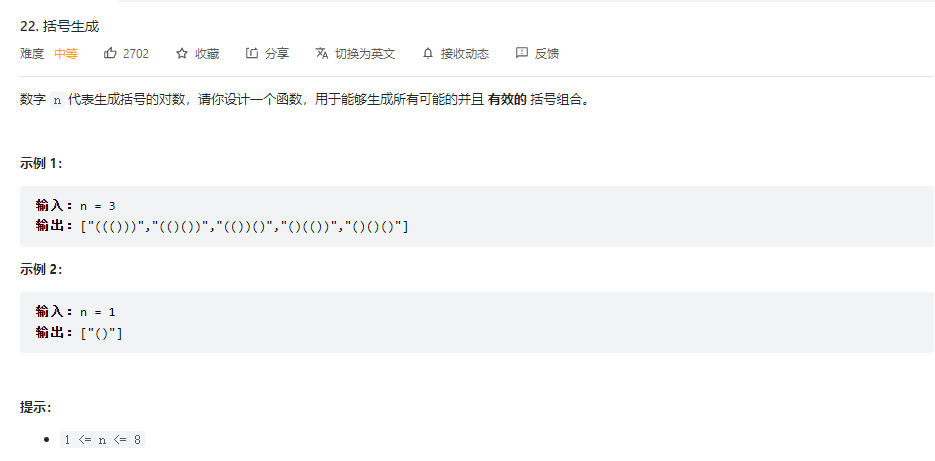 22. 括号生成
难度 中等 2702 收藏 分享 切换为英文 接收动态 反馈
数字 n 代表生成括号的对数，请你设计一个函数，用于能够生成所有可能的并且 有效的 括号组合。
示例 1：
输入：n = 3
输出：["((()))","(()())","(())()","()(())","()()()"]
示例 2：
输入：n = 1
输出：["()"]
提示：
1 <= n <= 8